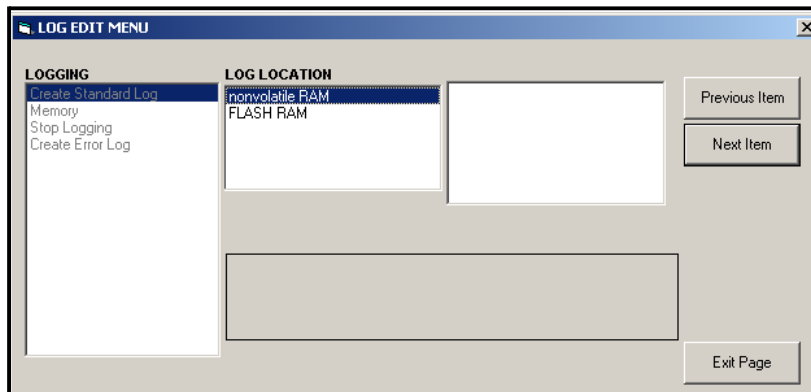 LOG EDIT MENU
LOGGING
Create Standard Log
Memory
Stop Logging
Create Error Log
LOG LOCATION
nonvolatile RAM
FLASH RAM
Previous Item
Next Item
Exit Page